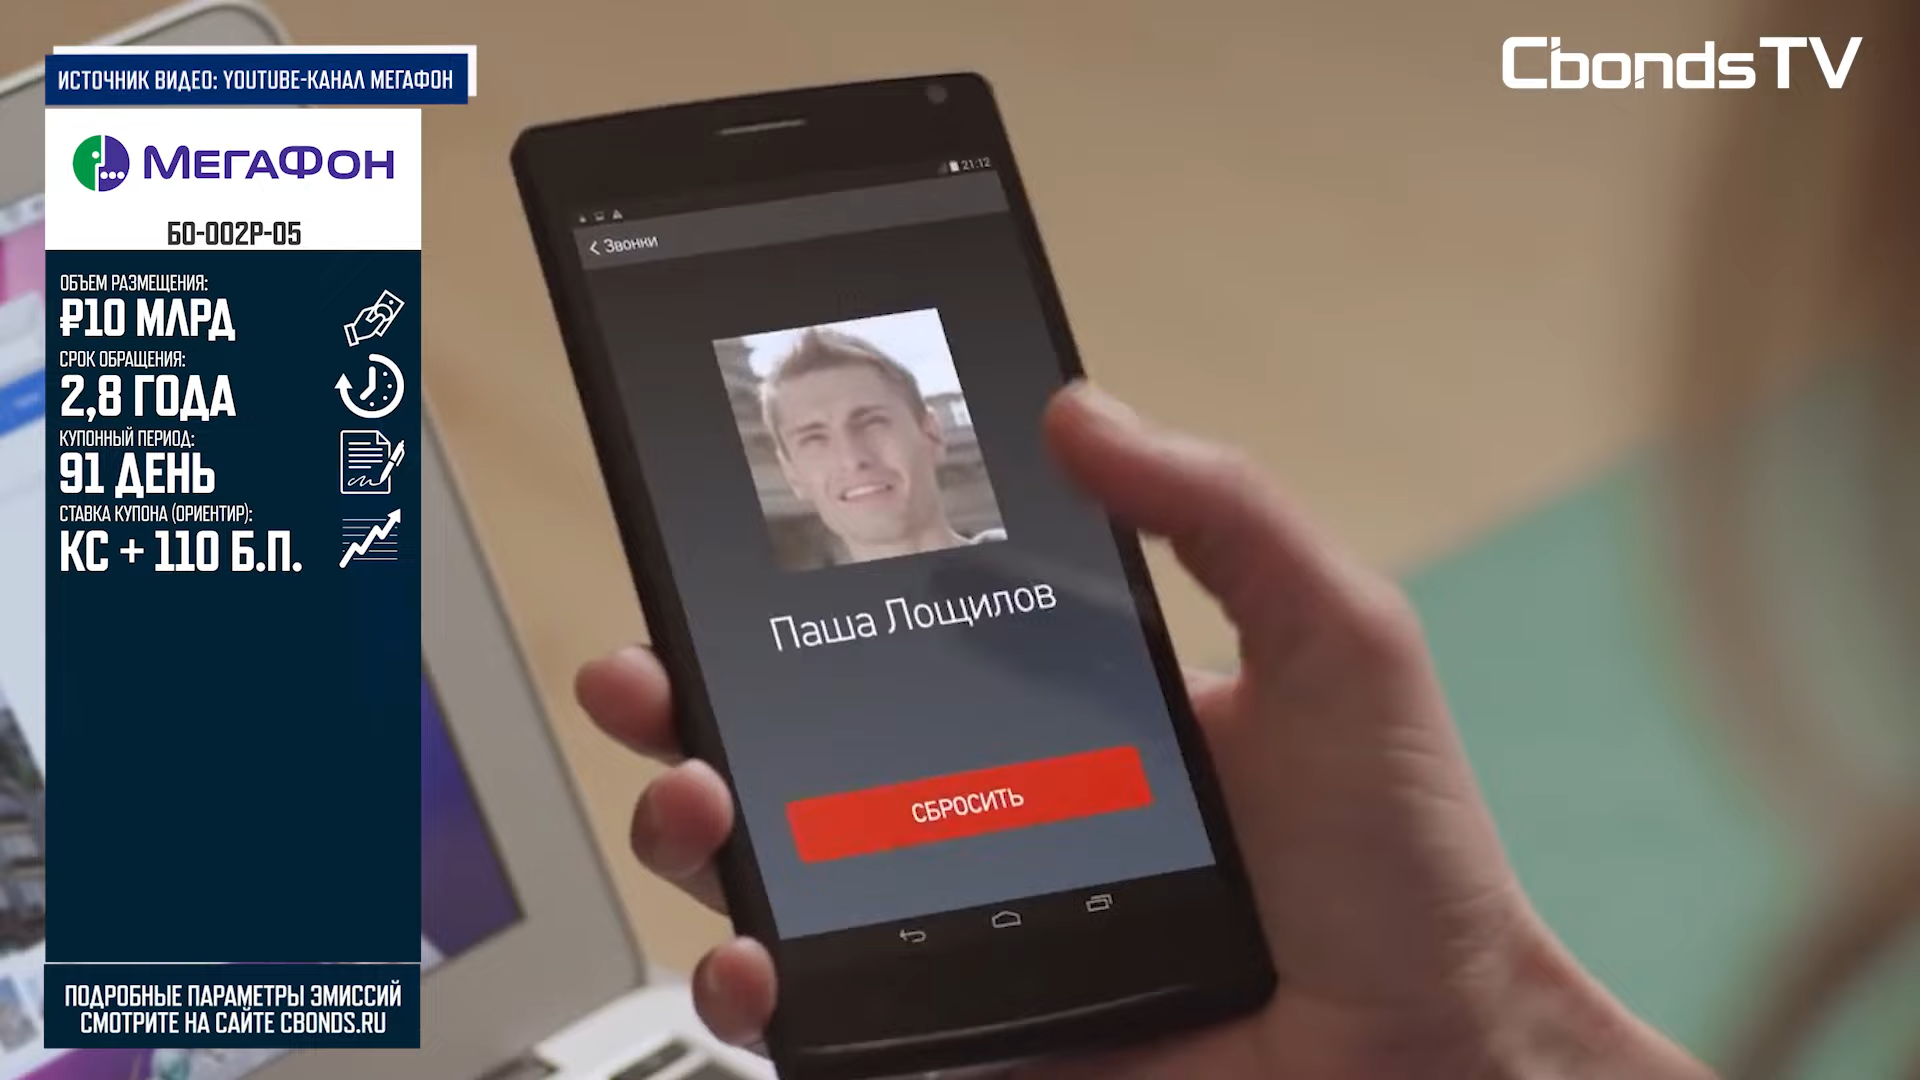 ИСТОЧНИК ВИДЕО: YOUTUBE-КАНАЛ МЕГАФОН
CbondsTV
МЕГАФОН
БО-002Р-05
ОБЪЕМ РАЗМЕЩЕНИЯ:
₽10 МЛРД
СРОК ОБРАЩЕНИЯ:
2,8 ГОДА
КУПОННЫЙ ПЕРИОД:
91 ДЕНЬ
СТАВКА КУПОНА (ОРИЕНТИР):
КС + 110 Б.П.
ПОДРОБНЫЕ ПАРАМЕТРЫ ЭМИССИЙ
СМОТРИТЕ НА САЙТЕ CBONDS.RU
21:12
Звонки
Паша Лощилов
СБРОСИТЬ